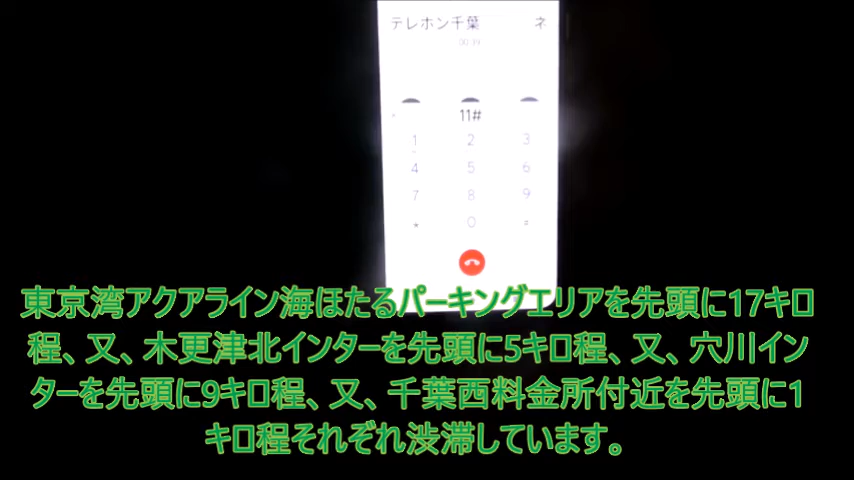 テレホン千葉 ネ
00:39
11#
1 2 3
4 5 6
7 8 9
* 0 #
東京湾アクアライン海ほたるパーキングエリアを先頭に17キロ
程、又、木更津北インターを先頭に5キロ程、又、穴川イン
ターを先頭に9キロ程、又、千葉西料金所付近を先頭に1
キロ程それぞれ渋滞しています。